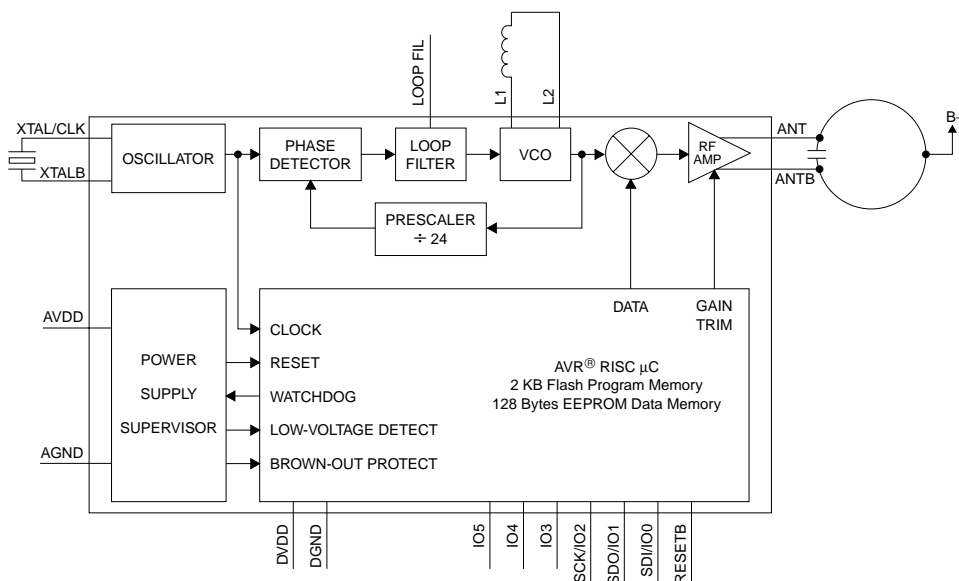 LOOP FIL
L1
L2
XTAL/CLK
XTALB
OSCILLATOR
PHASE
DETECTOR
LOOP
FILTER
VCO
RF
AMP
ANT
ANTB
PRESCALER
÷ 24
AVDD
AGND
POWER
SUPPLY
SUPERVISOR
CLOCK
RESET
WATCHDOG
LOW-VOLTAGE DETECT
BROWN-OUT PROTECT
DATA
GAIN
TRIM
AVR® RISC µC
2 KB Flash Program Memory
128 Bytes EEPROM Data Memory
DVDD
DGND
IO5
IO4
IO3
SCK/IO2
SDO/IO1
SDI/IO0
RESETB